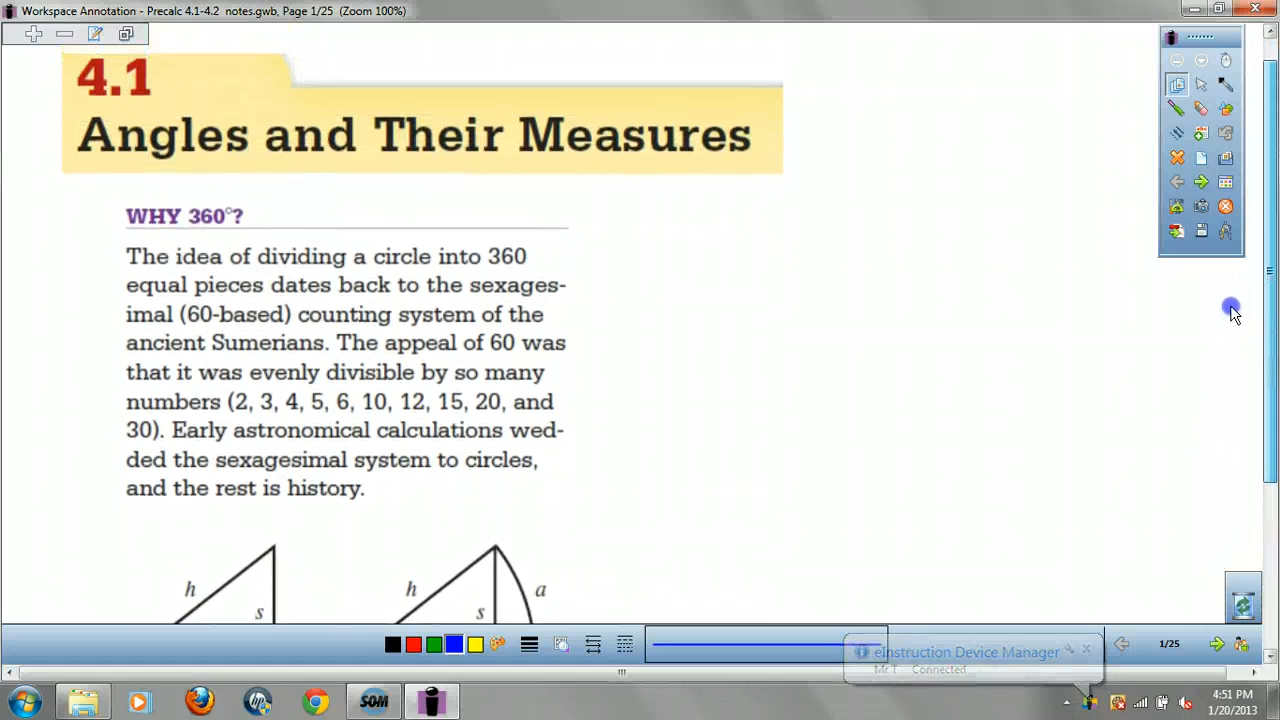 Workspace Annotation - Precalc 4.1-4.2 notes.gwb, Page 1/25 (Zoom 100%)
4.1
Angles and Their Measures
WHY 360°?
The idea of dividing a circle into 360
equal pieces dates back to the sexages-
imal (60-based) counting system of the
ancient Sumerians. The appeal of 60 was
that it was evenly divisible by so many
numbers (2, 3, 4, 5, 6, 10, 12, 15, 20, and
30). Early astronomical calculations wed-
ded the sexagesimal system to circles,
and the rest is history.
h
s
h
s
a
1/25
eInstruction Device Manager
Mr.T Connected
SOM
4:51 PM
1/20/2013